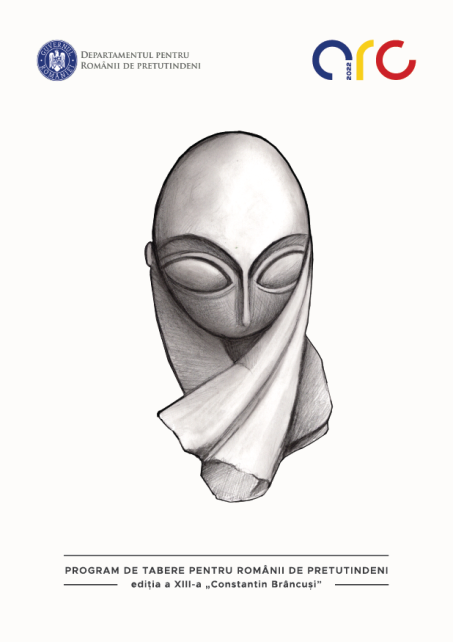 GUVERNUL ROMÂNIEI
DEPARTAMENTUL PENTRU
ROMÂNII DE PRETUTINDENI
arc
2022
PROGRAM DE TABERE PENTRU ROMÂNII DE PRETUTINDENI
ediția a XIII-a „Constantin Brâncuși”